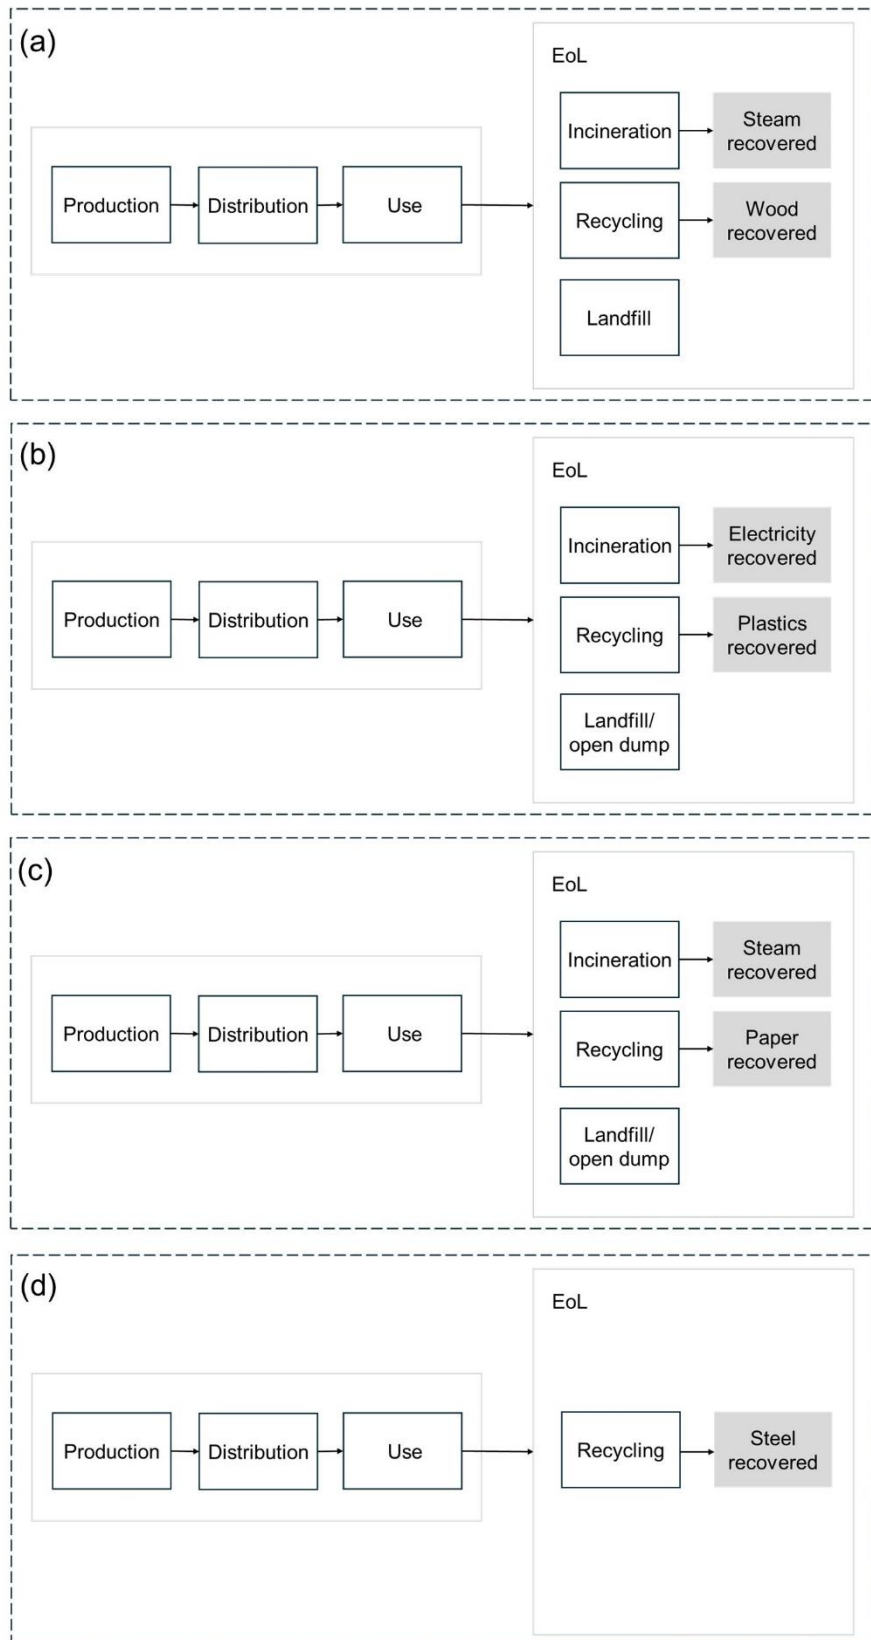 (a)
EoL
Incineration
Steam
recovered
Production
Distribution
Use
Recycling
Wood
recovered
Landfill
(b)
EoL
Incineration
Electricity
recovered
Production
Distribution
Use
Recycling
Plastics
recovered
Landfill/
open dump
(c)
EoL
Incineration
Steam
recovered
Production
Distribution
Use
Recycling
Paper
recovered
Landfill/
open dump
(d)
EoL
Production
Distribution
Use
Recycling
Steel
recovered